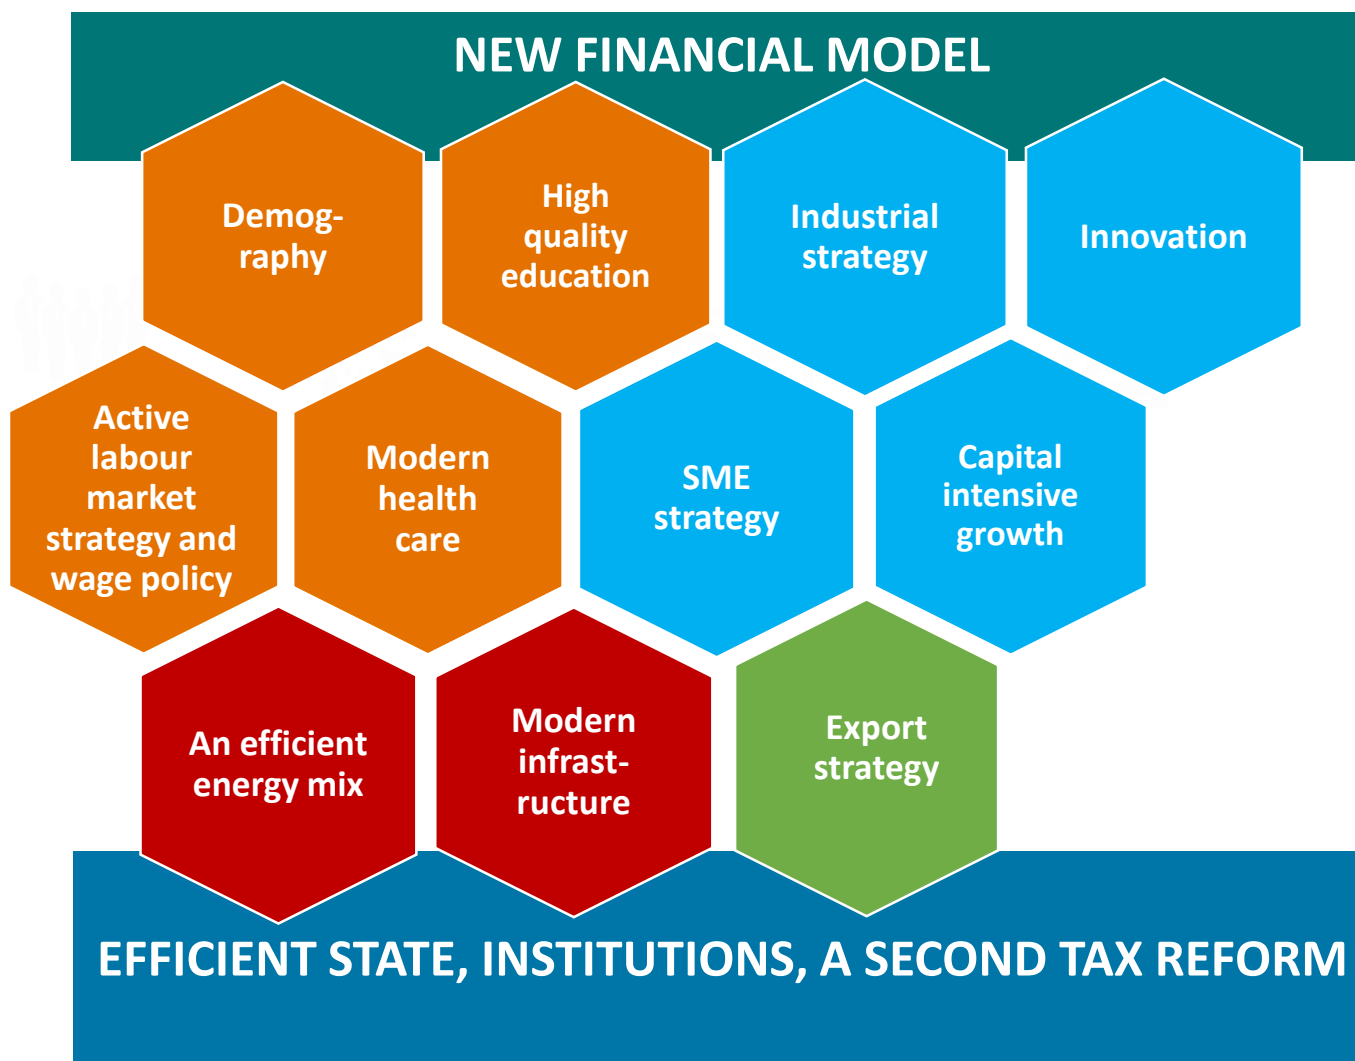 NEW FINANCIAL MODEL
Demog-
raphy
High
quality
education
Industrial
strategy
Innovation
Active
labour
market
strategy and
wage policy
Modern
health
care
SME
strategy
Capital
intensive
growth
An efficient
energy mix
Modern
infrast-
ructure
Export
strategy
EFFICIENT STATE, INSTITUTIONS, A SECOND TAX REFORM